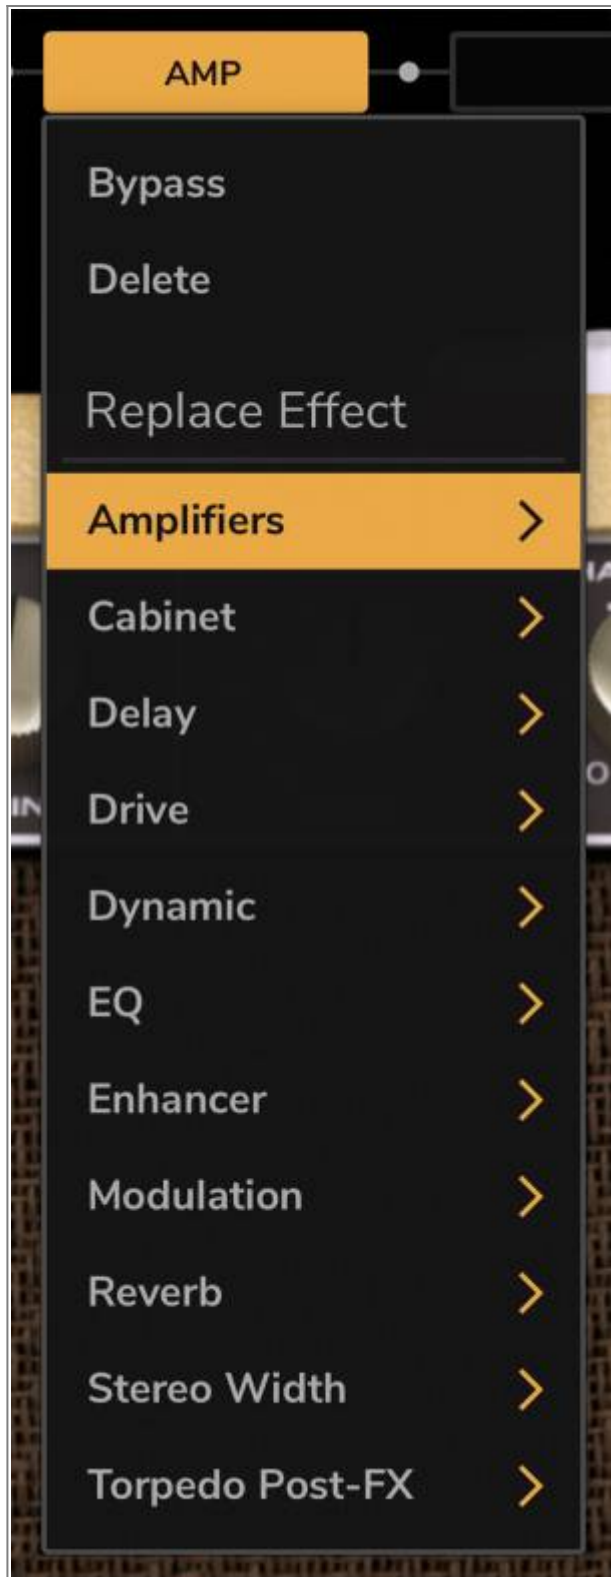 AMP
Bypass
Delete
Replace Effect
Amplifiers
Cabinet
Delay
Drive
Dynamic
EQ
Enhancer
Modulation
Reverb
Stereo Width
Torpedo Post-FX